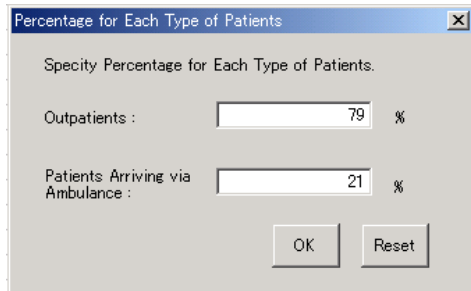 Percentage for Each Type of Patients
Specity Percentage for Each Type of Patients.
Outpatients :
79 %
Patients Arriving via
Ambulance :
21 %
OK Reset